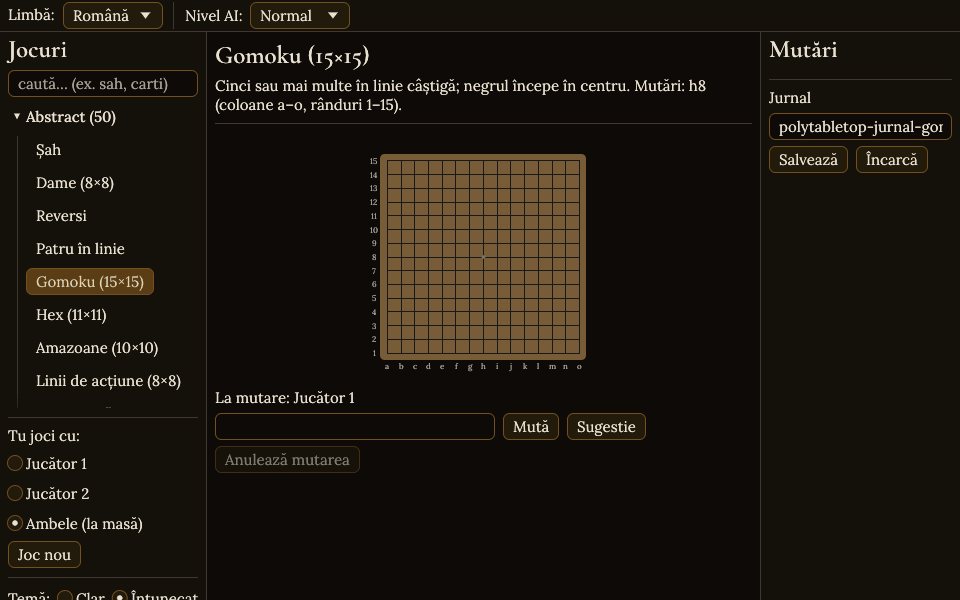 Limbă: Română Nivel AI: Normal
Jocuri
caută... (ex. sah, carti)
Abstract (50)
Șah
Dame (8×8)
Reversi
Patru în linie
Gomoku (15×15)
Hex (11×11)
Amazoane (10×10)
Linii de acțiune (8×8)
Tu joci cu:
Jucător 1
Jucător 2
Ambele (la masă)
Joc nou
Temă: Clar Întunecat
Gomoku (15×15)
Cinci sau mai multe în linie câștigă; negrul începe în centru. Mutări: h8
(coloane a–o, rânduri 1–15).
15
14
13
12
11
10
9
8
7
6
5
4
3
2
1
a b c d e f g h i j k l m n o
La mutare: Jucător 1
Mută Sugestie
Anulează mutarea
Mutări
Jurnal
polytabletop-jurnal-gor
Salvează Încarcă